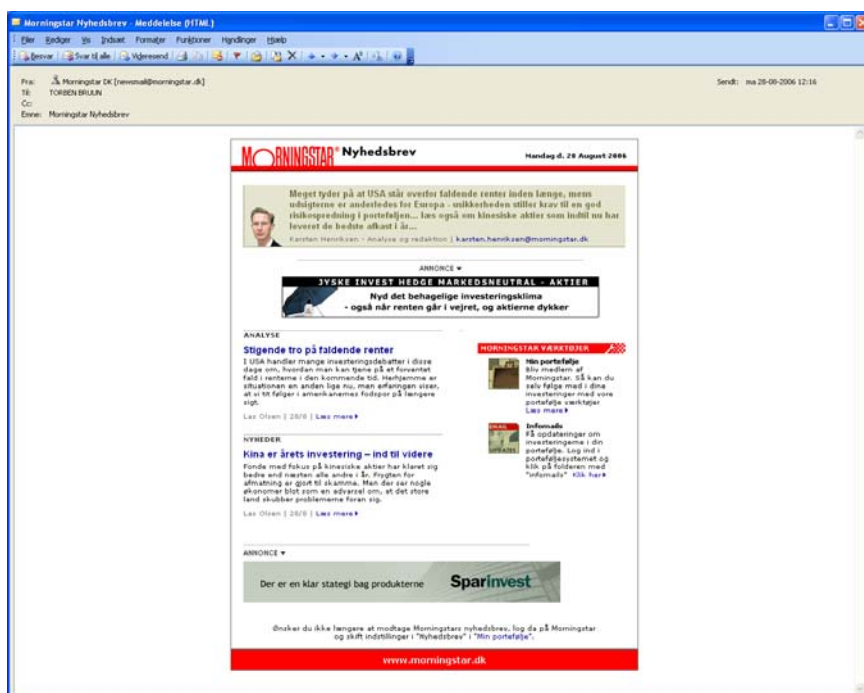 Morningstar Nyhedsbrev - Meddelelse (HTML)
Filer Rediger Vis Indsæt Formater Funktioner Handlinger Hjælp
Besvar Svar til alle Videresend
Fra: Morningstar DK [newsmail@morningstar.dk] Sendt: ma 28-08-2006 12:16
Til: TORBEN BRUUN
Cc:
Emne: Morningstar Nyhedsbrev
MORNINGSTAR® Nyhedsbrev Mandag d. 28 August 2006
Meget tyder på at USA står overfor faldende renter inden længe, mens
udsigterne er anderledes for Europa - usikkerheden stiller krav til en god
risikospredning i porteføljen... læs også om kinesiske aktier som indtil nu har
leveret de bedste afkast i år...
Karsten Henriksen - Analyse og redaktion | karsten.henriksen@morningstar.dk
ANNONCE
JYSKE INVEST HEDGE MARKEDSNEUTRAL - AKTIER
Nyd det behagelige investeringsklima
- også når renten går i vejret, og aktierne dykker
ANALYSE
Stigende tro på faldende renter
I USA handler mange investeringsdebatter i disse
dage om, hvordan man kan tjene på et forventet
fald i renterne i den kommende tid. Herhjemme er
situationen en anden lige nu, men erfaringen viser,
at vi tit følger i amerikanernes fodspor på længere
sigt.
Las Olsen | 28/8 | Læs mere
NYHEDER
Kina er årets investering – ind til videre
Fonde med fokus på kinesiske aktier har klaret sig
bedre end næsten alle andre i år. Frygten for
afmatning er gjort til skamme. Men der ser nogle
økonomer blot som en advarsel om, at det store
land skubber problemerne foran sig.
Las Olsen | 28/8 | Læs mere
MORNINGSTAR VÆRKTØJER
Min portefølje
Bliv medlem af
Morningstar. Så kan du
selv følge med i dine
investeringer med vore
portefølje værktøjer
Læs mere
EMAIL
UPDATES
Infomails
Få opdateringer om
investeringerne i din
portefølje. Log ind i
porteføljesystemet og
klik på folderen med
"infomails" Klik her
ANNONCE
Der er en klar stategi bag produkterne Sparinvest
Ønsker du ikke længere at modtage Morningstars nyhedsbrev, log da på Morningstar
og skift indstillinger i "Nyhedsbrev" i "Min portefølje".
www.morningstar.dk